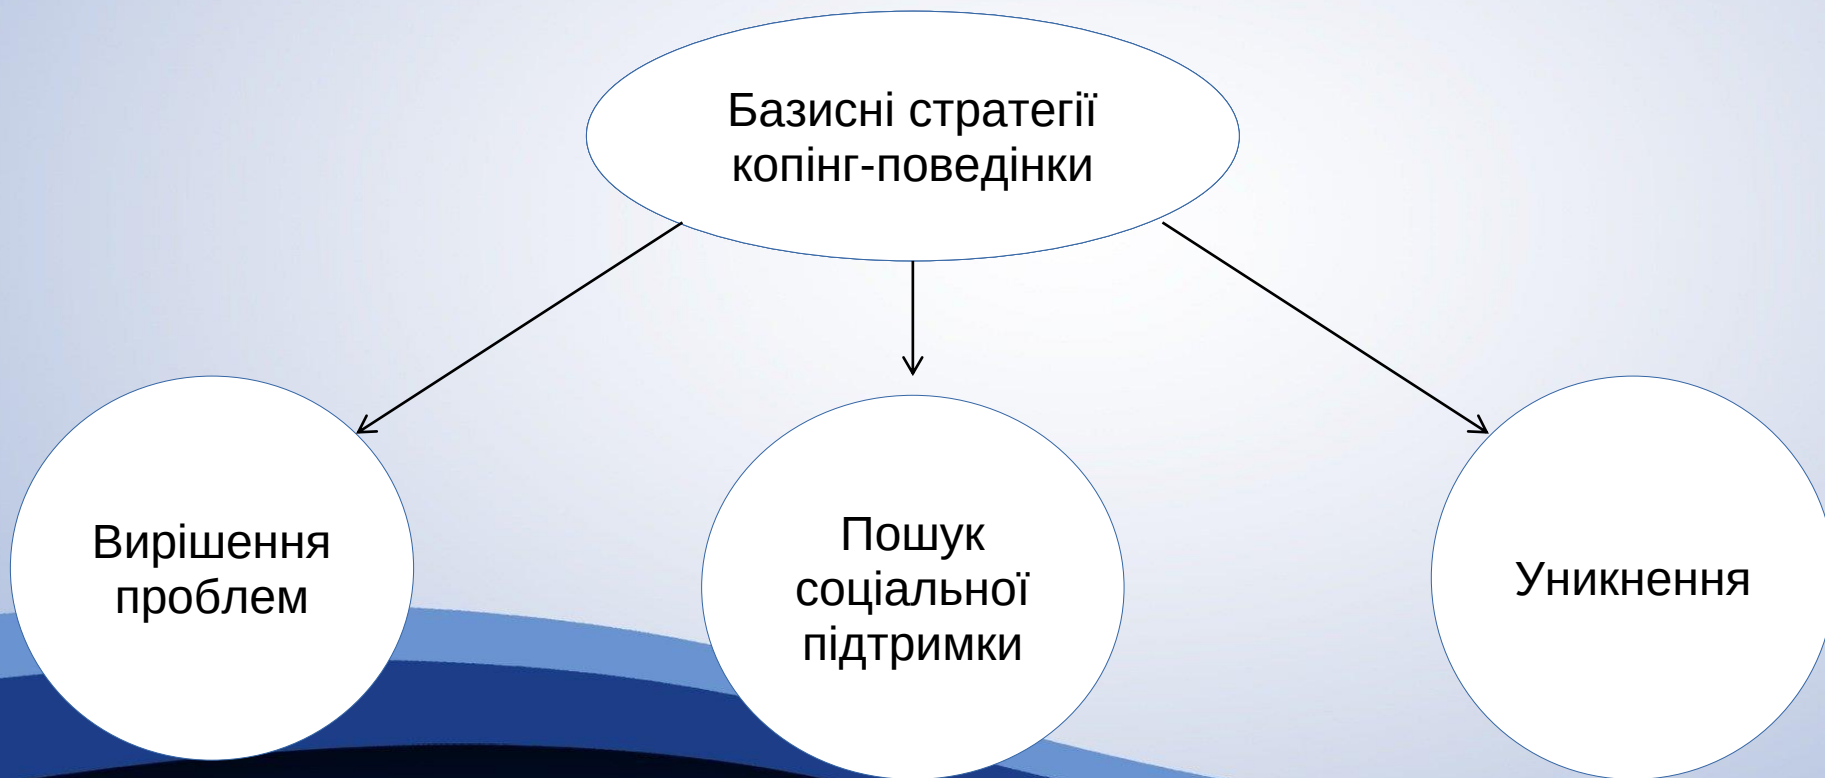 Базисні стратегії
копінг-поведінки
Вирішення
проблем
Пошук
соціальної
підтримки
Уникнення